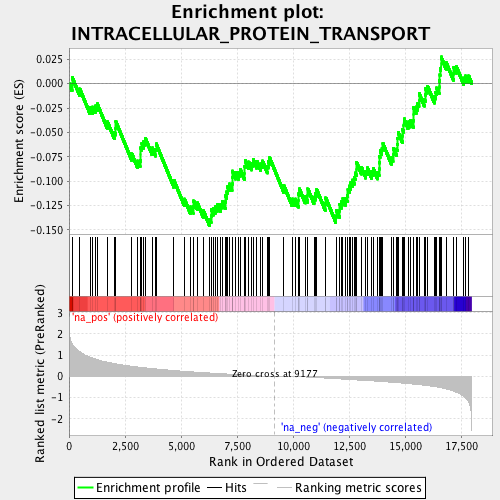 Enrichment plot:
INTRACELLULAR_PROTEIN_TRANSPORT
Enrichment score (ES)
0.025
0.000
-0.025
-0.050
-0.075
-0.100
-0.125
-0.150
'na_pos' (positively correlated)
Ranked list metric (PreRanked)
3
2
1
0
-1
-2
Zero cross at 9177
'na_neg' (negatively correlated)
0
2,500
5,000
7,500
10,000
12,500
15,000
17,500
Rank in Ordered Dataset
Enrichment profile
Hits
Ranking metric scores